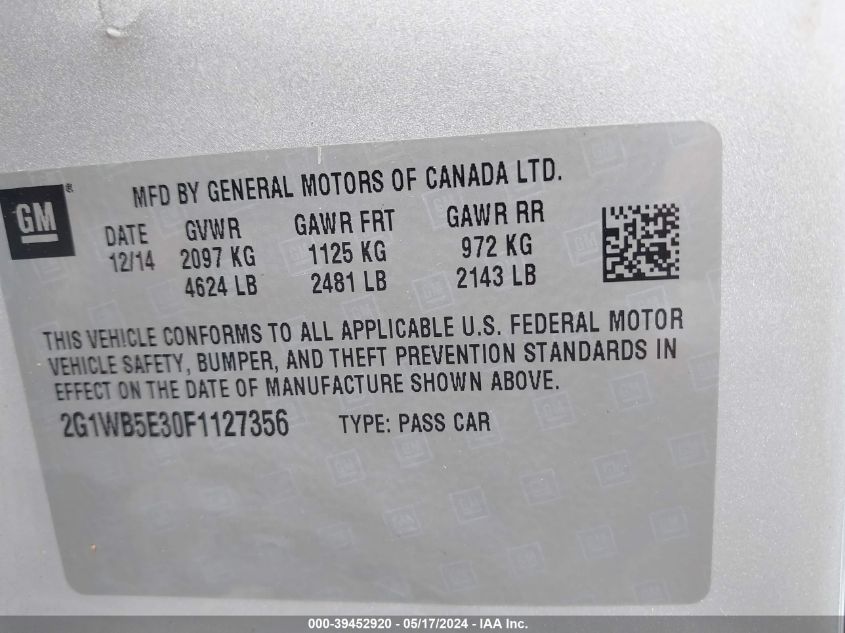 MFD BY GENERAL MOTORS OF CANADA LTD.
GM ®
DATE GVWR GAWR FRT GAWR RR
12/14 2097 KG 1125 KG 972 KG
4624 LB 2481 LB 2143 LB
THIS VEHICLE CONFORMS TO ALL APPLICABLE U.S. FEDERAL MOTOR
VEHICLE SAFETY, BUMPER, AND THEFT PREVENTION STANDARDS IN
EFFECT ON THE DATE OF MANUFACTURE SHOWN ABOVE.
2G1WB5E30F1127356 TYPE: PASS CAR
000-39452920 - 05/17/2024 - IAA Inc.